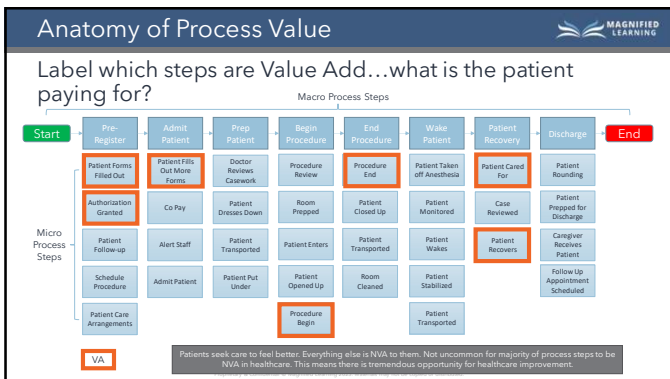 Anatomy of Process Value
MAGNIFIED
LEARNING
Label which steps are Value Add…what is the patient
paying for?
Macro Process Steps
Start
Pre-
Register
Admit
Patient
Prep
Patient
Begin
Procedure
End
Procedure
Wake
Patient
Patient
Recovery
Discharge
End
Micro
Process
Steps
Patient Forms
Filled Out
Authorization
Granted
Patient
Follow-up
Schedule
Procedure
Patient Care
Arrangements
Patient Fills
Out More
Forms
Co Pay
Alert Staff
Admit Patient
Doctor
Reviews
Casework
Patient
Dresses Down
Patient
Transported
Patient Put
Under
Procedure
Review
Room
Prepped
Patient Enters
Patient
Opened Up
Procedure
Begin
Procedure
End
Patient
Closed Up
Patient
Transported
Room
Cleaned
Patient Taken
off Anesthesia
Patient
Monitored
Patient
Wakes
Patient
Stabilized
Patient
Transported
Patient Cared
For
Case
Reviewed
Patient
Recovers
Patient
Rounding
Patient
Prepped for
Discharge
Caregiver
Receives
Patient
Follow Up
Appointment
Scheduled
VA
Patients seek care to feel better. Everything else is NVA to them. Not uncommon for majority of process steps to be
NVA in healthcare. This means there is tremendous opportunity for healthcare improvement.